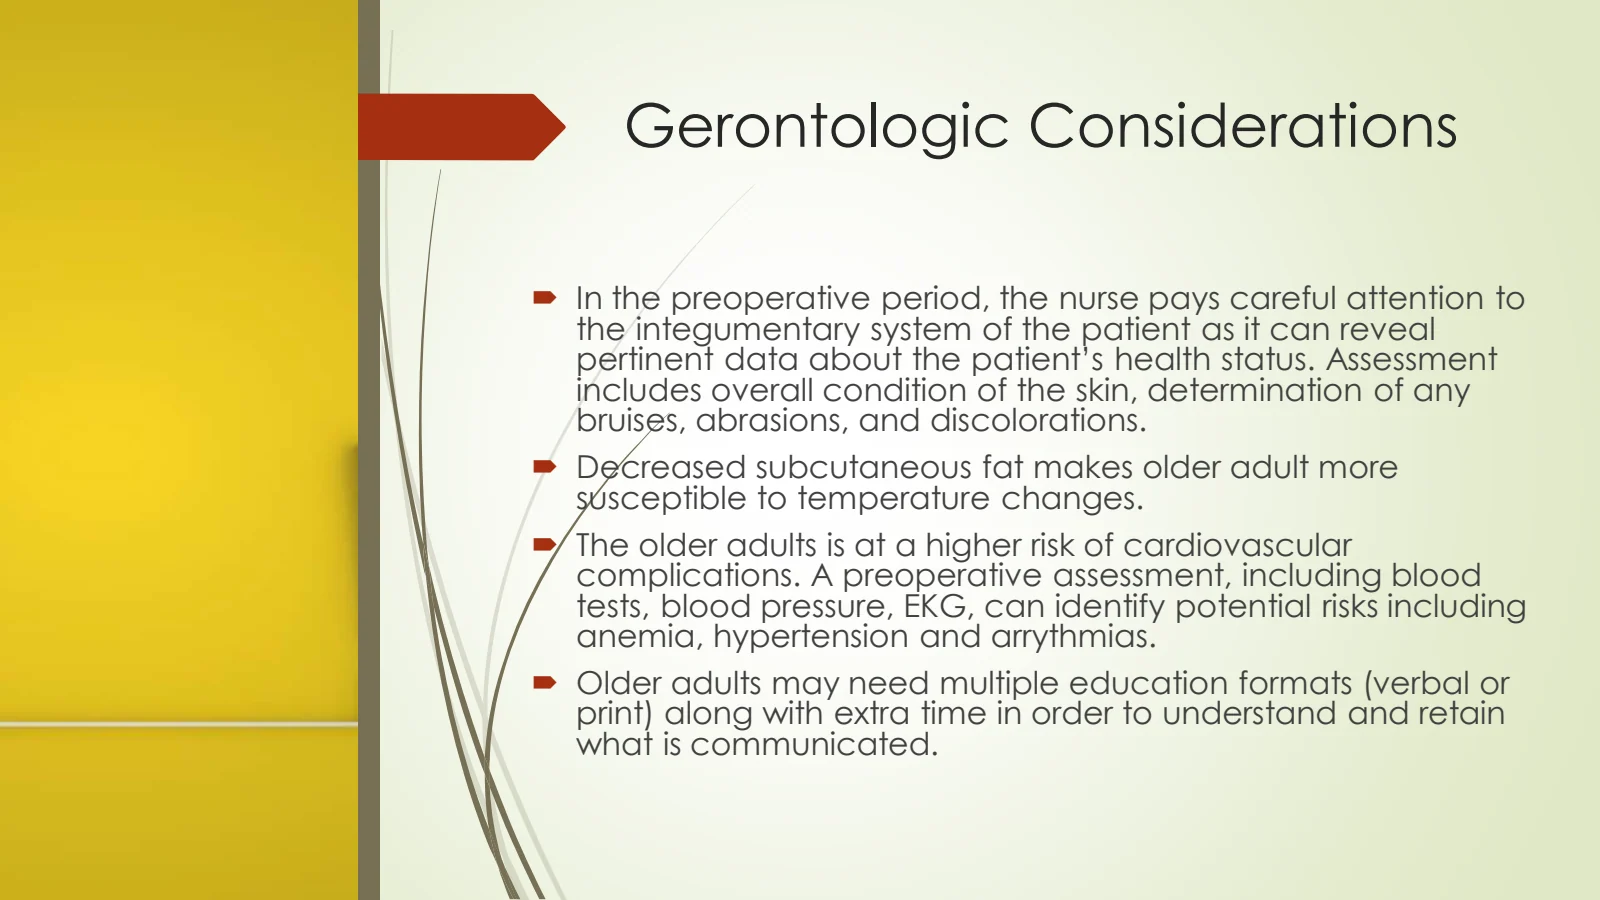 Gerontologic Considerations
In the preoperative period, the nurse pays careful attention to
the integumentary system of the patient as it can reveal
pertinent data about the patient’s health status. Assessment
includes overall condition of the skin, determination of any
bruises, abrasions, and discolorations.
Decreased subcutaneous fat makes older adult more
susceptible to temperature changes.
The older adults is at a higher risk of cardiovascular
complications. A preoperative assessment, including blood
tests, blood pressure, EKG, can identify potential risks including
anemia, hypertension and arrythmias.
Older adults may need multiple education formats (verbal or
print) along with extra time in order to understand and retain
what is communicated.